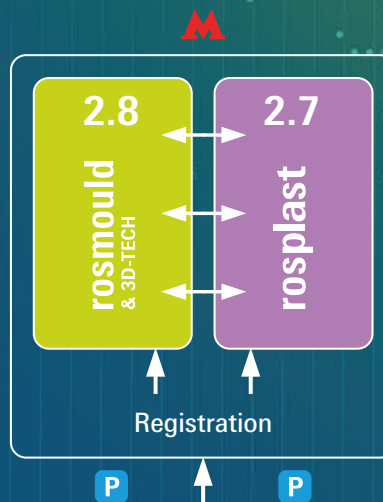 M
2.8
rosmould
& 3D-TECH
2.7
rosplast
Registration
P
P